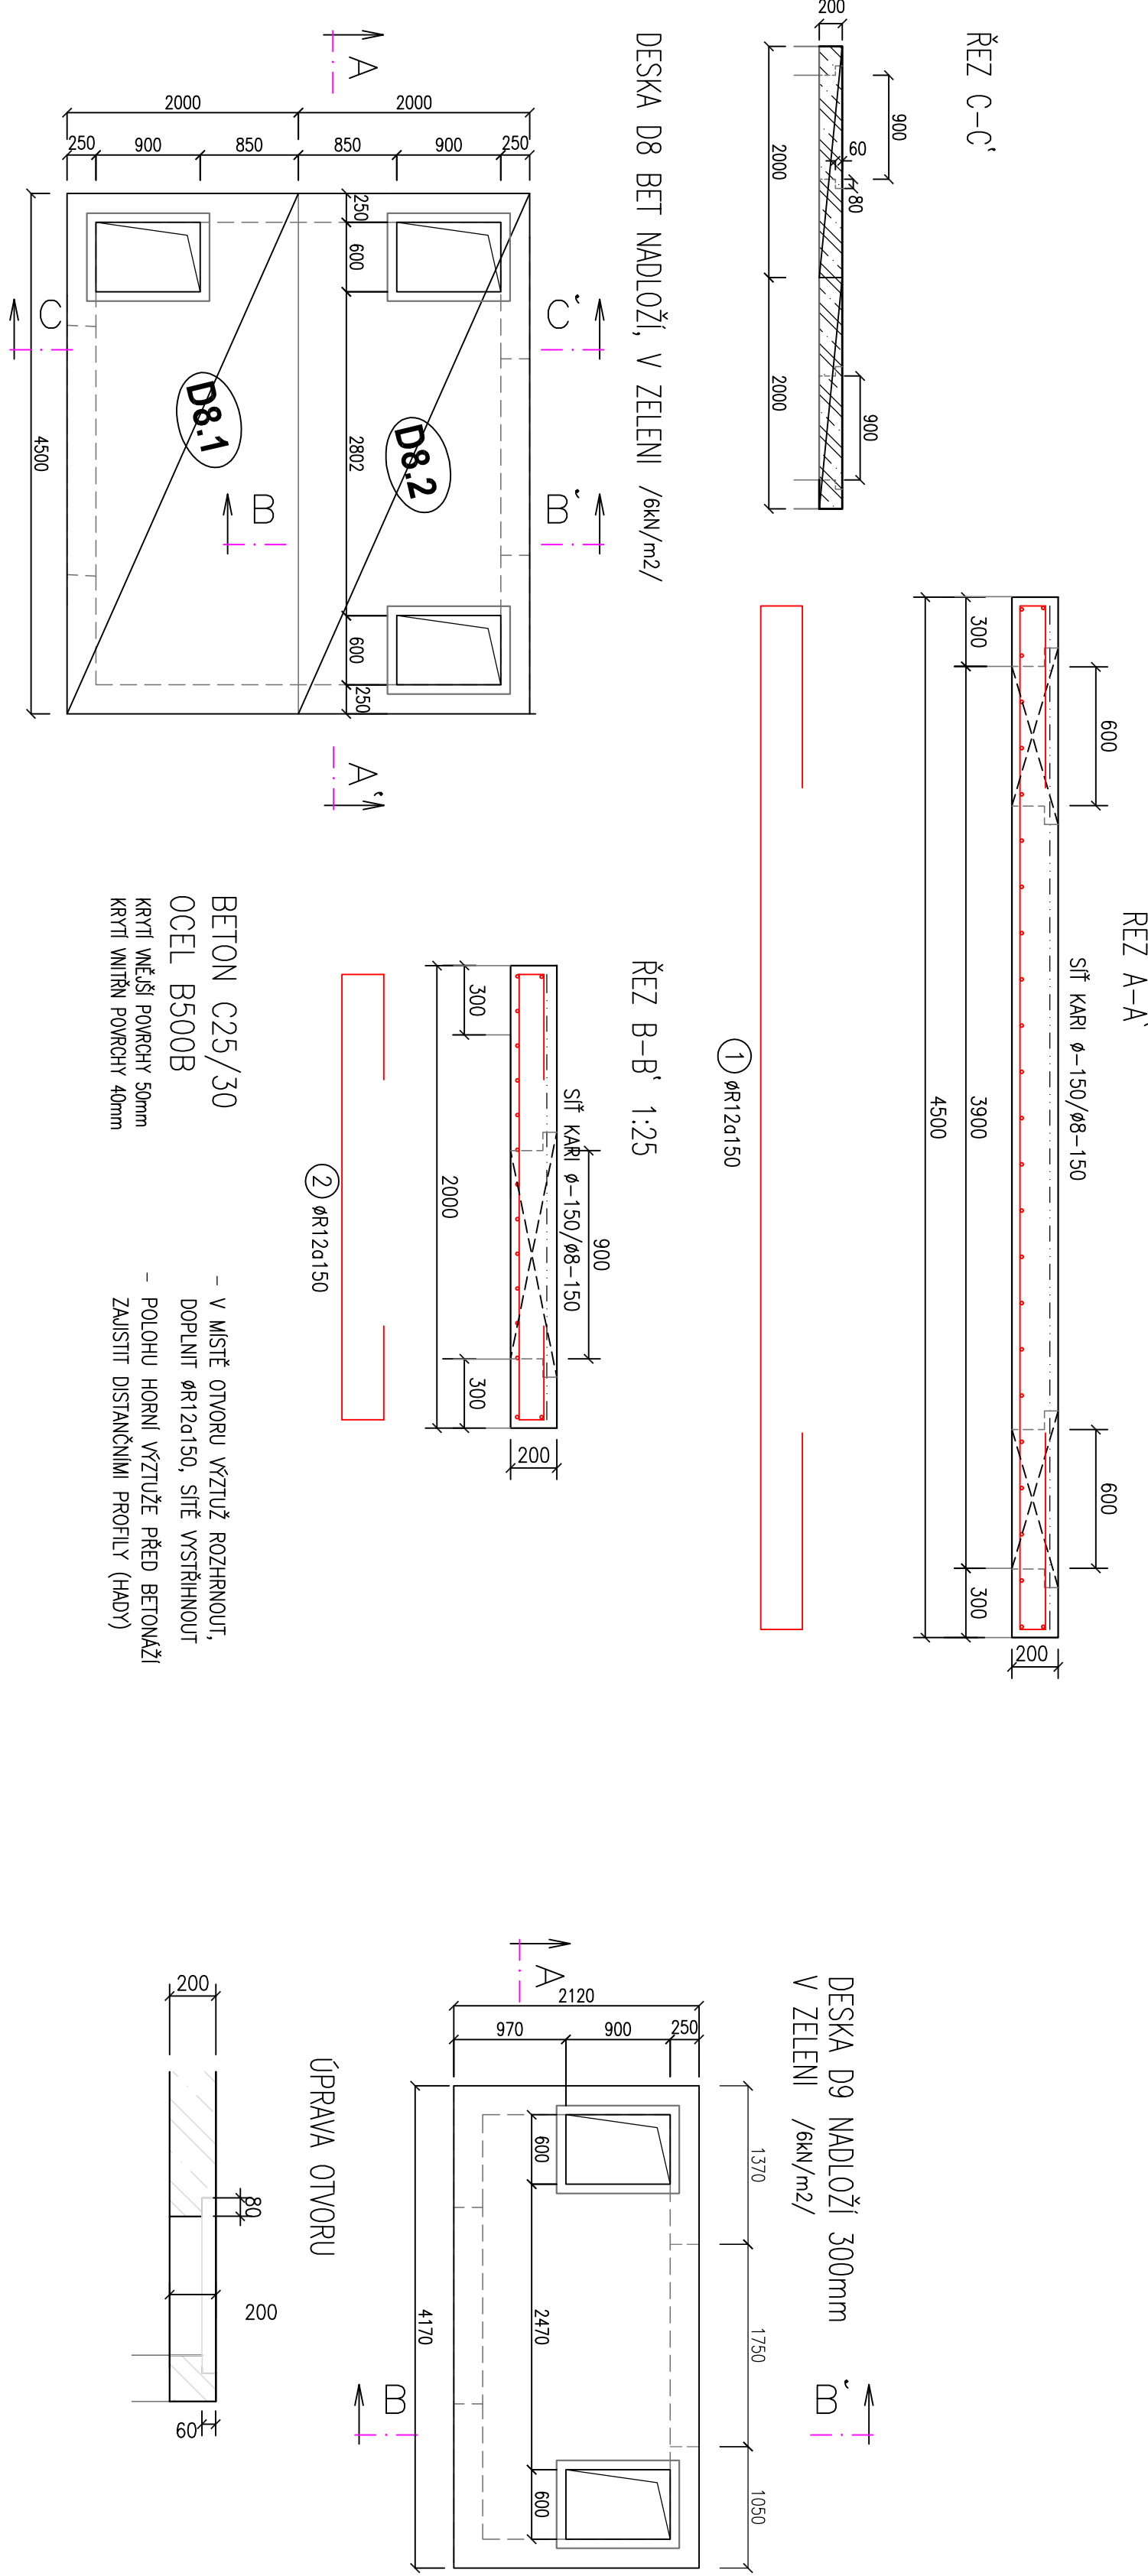 ŘEZ C-C'
200
900
60
80
2000
2000
900
ŘEZ A-A'
SÍŤ KARI ø-150/ø8-150
600
600
300
3900
300
4500
200
1 øR12a150
DESKA D8 BET NADLOŽÍ, V ZELENI /6kN/m2/
A
A'
2000
2000
250
900
850
850
900
250
250
600
2802
600
250
C
C'
B
B'
D8.1
D8.2
4500
ŘEZ B-B' 1:25
SÍŤ KARI ø-150/ø8-150
900
300
300
2000
200
2 øR12a150
BETON C25/30
OCEL B500B
KRYTÍ VNĚJŠÍ POVRCHY 50mm
KRYTÍ VNITŘN POVRCHY 40mm
- V MÍSTĚ OTVORU VÝZTUŽ ROZHRNOUT,
DOPLNIT øR12a150, SÍTĚ VYSTŘIHNOUT
- POLOHU HORNÍ VÝZTUŽE PŘED BETONÁŽÍ
ZAJISTIT DISTANČNÍMI PROFILY (HADY)
DESKA D9 NADLOŽÍ 300mm
V ZELENI /6kN/m2/
A
2120
970
900
250
1370
1750
1050
600
2470
600
4170
B
B'
ÚPRAVA OTVORU
200
80
200
60